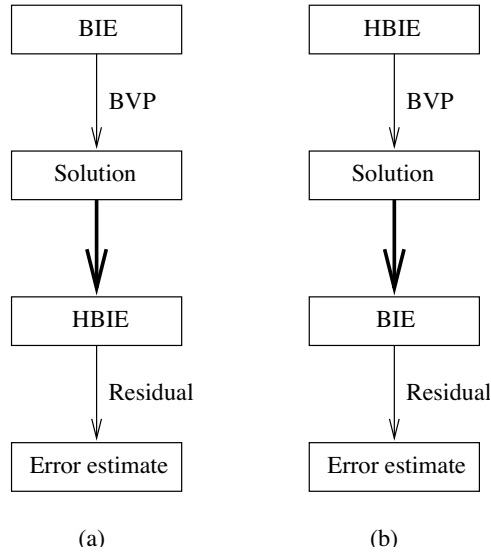 BIE
BVP
Solution
HBIE
Residual
Error estimate
(a)
HBIE
BVP
Solution
BIE
Residual
Error estimate
(b)